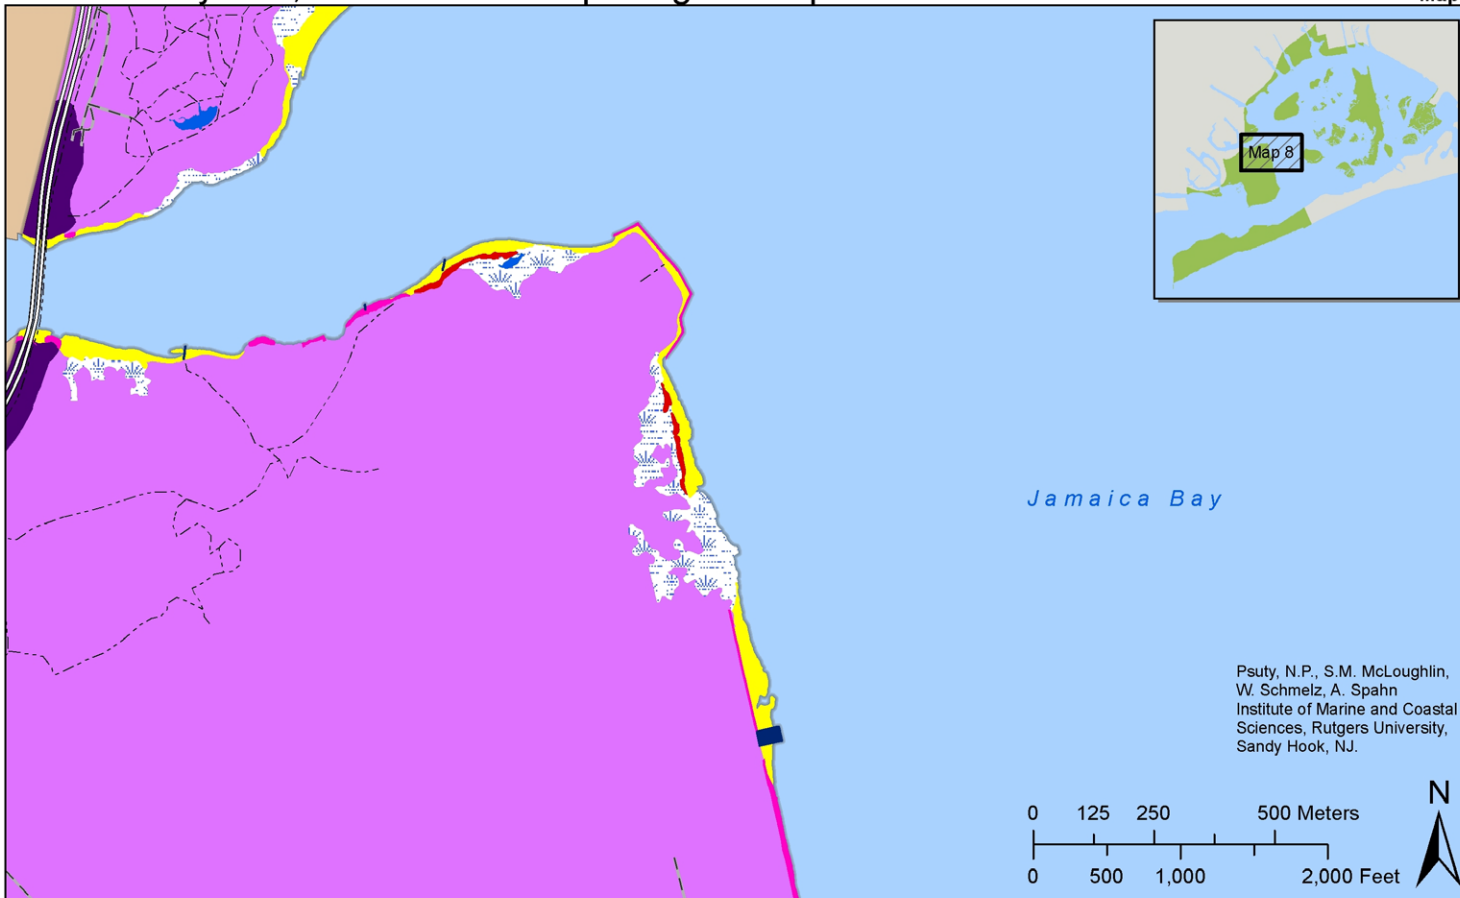 Map 8
Jamaica Bay
Psuty, N.P., S.M. McLoughlin,
W. Schmelz, A. Spahn
Institute of Marine and Coastal
Sciences, Rutgers University,
Sandy Hook, NJ.
N
0 125 250 500 Meters
0 500 1,000 2,000 Feet